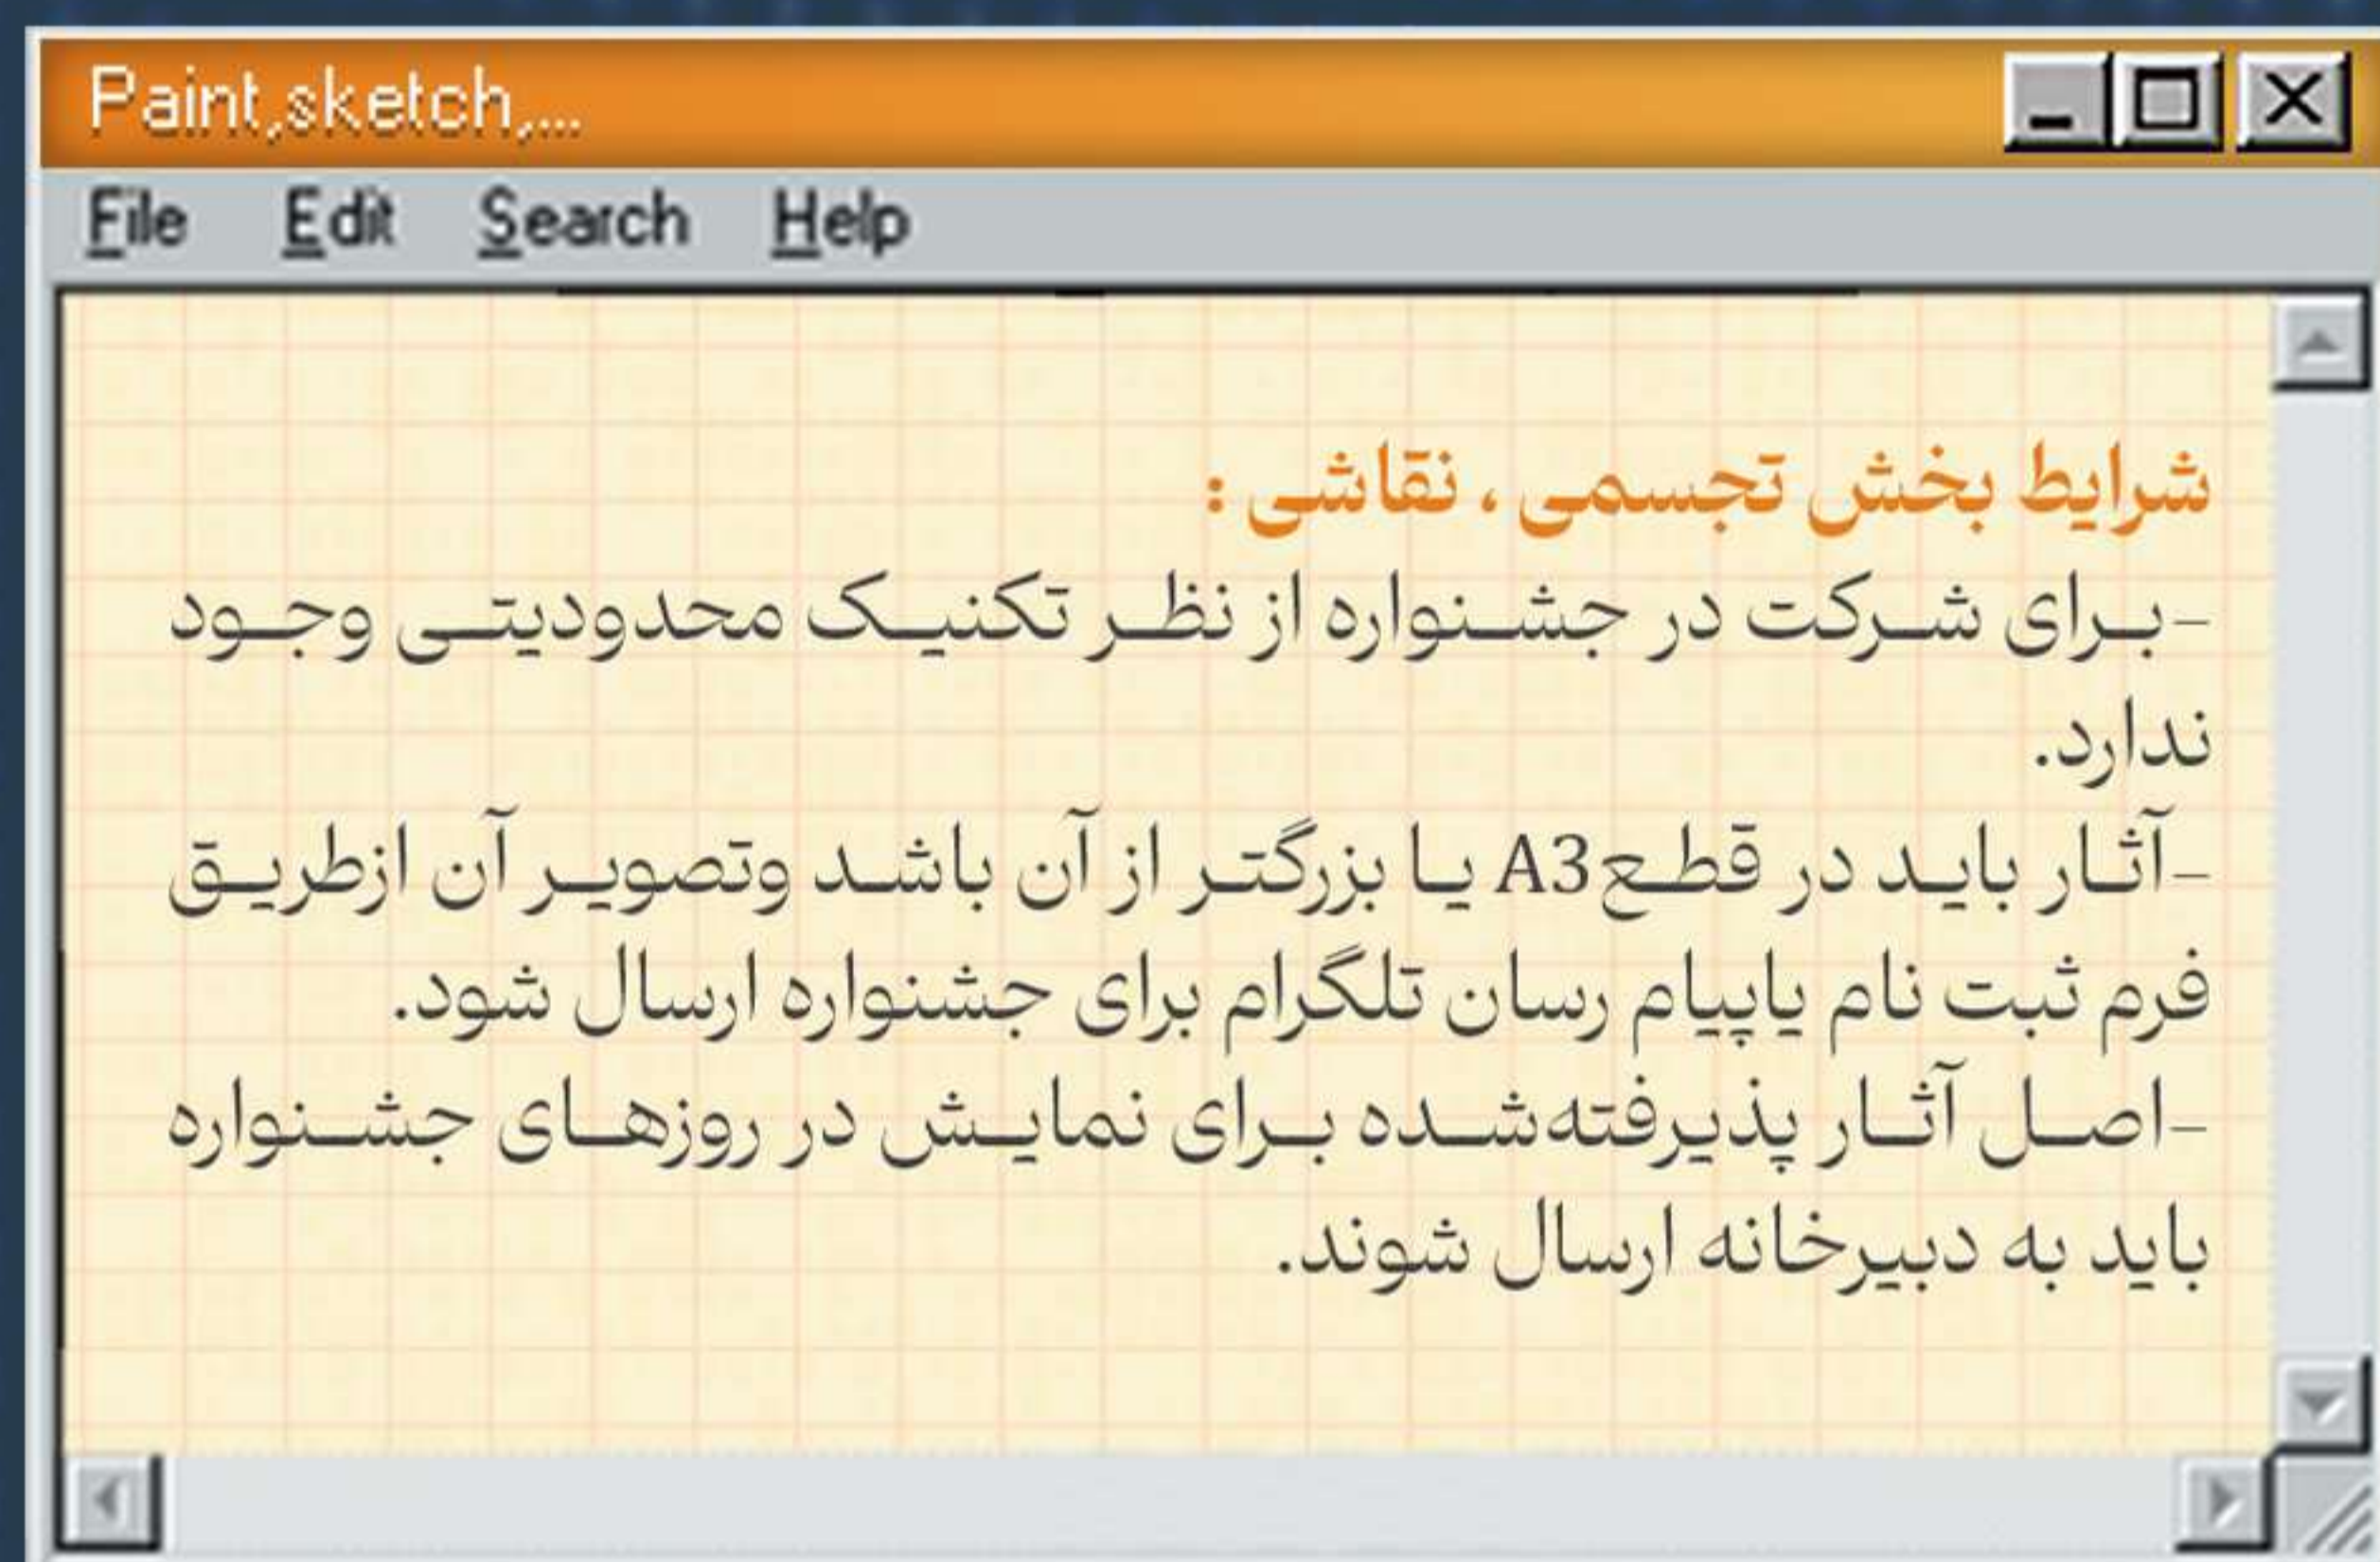 Paint,sketch,...
File Edit Search Help
شرایط بخش تجسمی ، نقاشی :
-برای شرکت در جشنواره از نظر تکنیک محدودیتی وجود
ندارد.
-آثار باید در قطع A3 یا بزرگتر از آن باشد وتصویر آن ازطریق
فرم ثبت نام یاپیام رسان تلگرام برای جشنواره ارسال شود.
-اصل آثار پذیرفته‌شده برای نمایش در روزهای جشنواره
باید به دبیرخانه ارسال شوند.